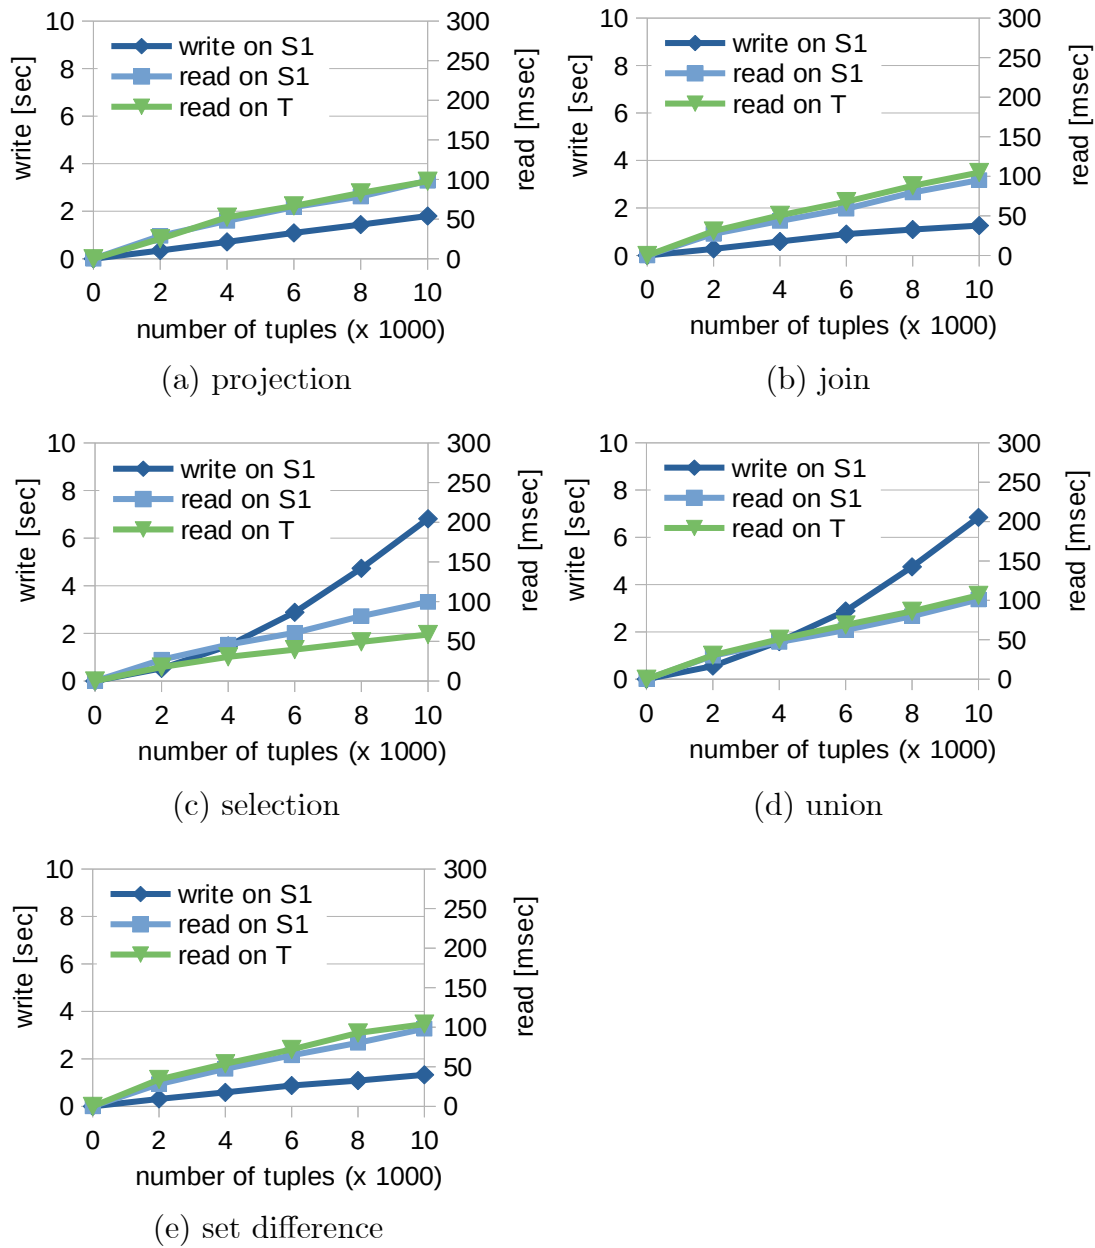 10
8
6
4
2
0
write [sec]
write on S1
read on S1
read on T
300
250
200
150
100
50
0
read [msec]
0 2 4 6 8 10
number of tuples (x 1000)
(a) projection
10
8
6
4
2
0
write [sec]
write on S1
read on S1
read on T
300
250
200
150
100
50
0
read [msec]
0 2 4 6 8 10
number of tuples (x 1000)
(b) join
10
8
6
4
2
0
write [sec]
write on S1
read on S1
read on T
300
250
200
150
100
50
0
read [msec]
0 2 4 6 8 10
number of tuples (x 1000)
(c) selection
10
8
6
4
2
0
write [sec]
write on S1
read on S1
read on T
300
250
200
150
100
50
0
read [msec]
0 2 4 6 8 10
number of tuples (x 1000)
(d) union
10
8
6
4
2
0
write [sec]
write on S1
read on S1
read on T
300
250
200
150
100
50
0
read [msec]
0 2 4 6 8 10
number of tuples (x 1000)
(e) set difference